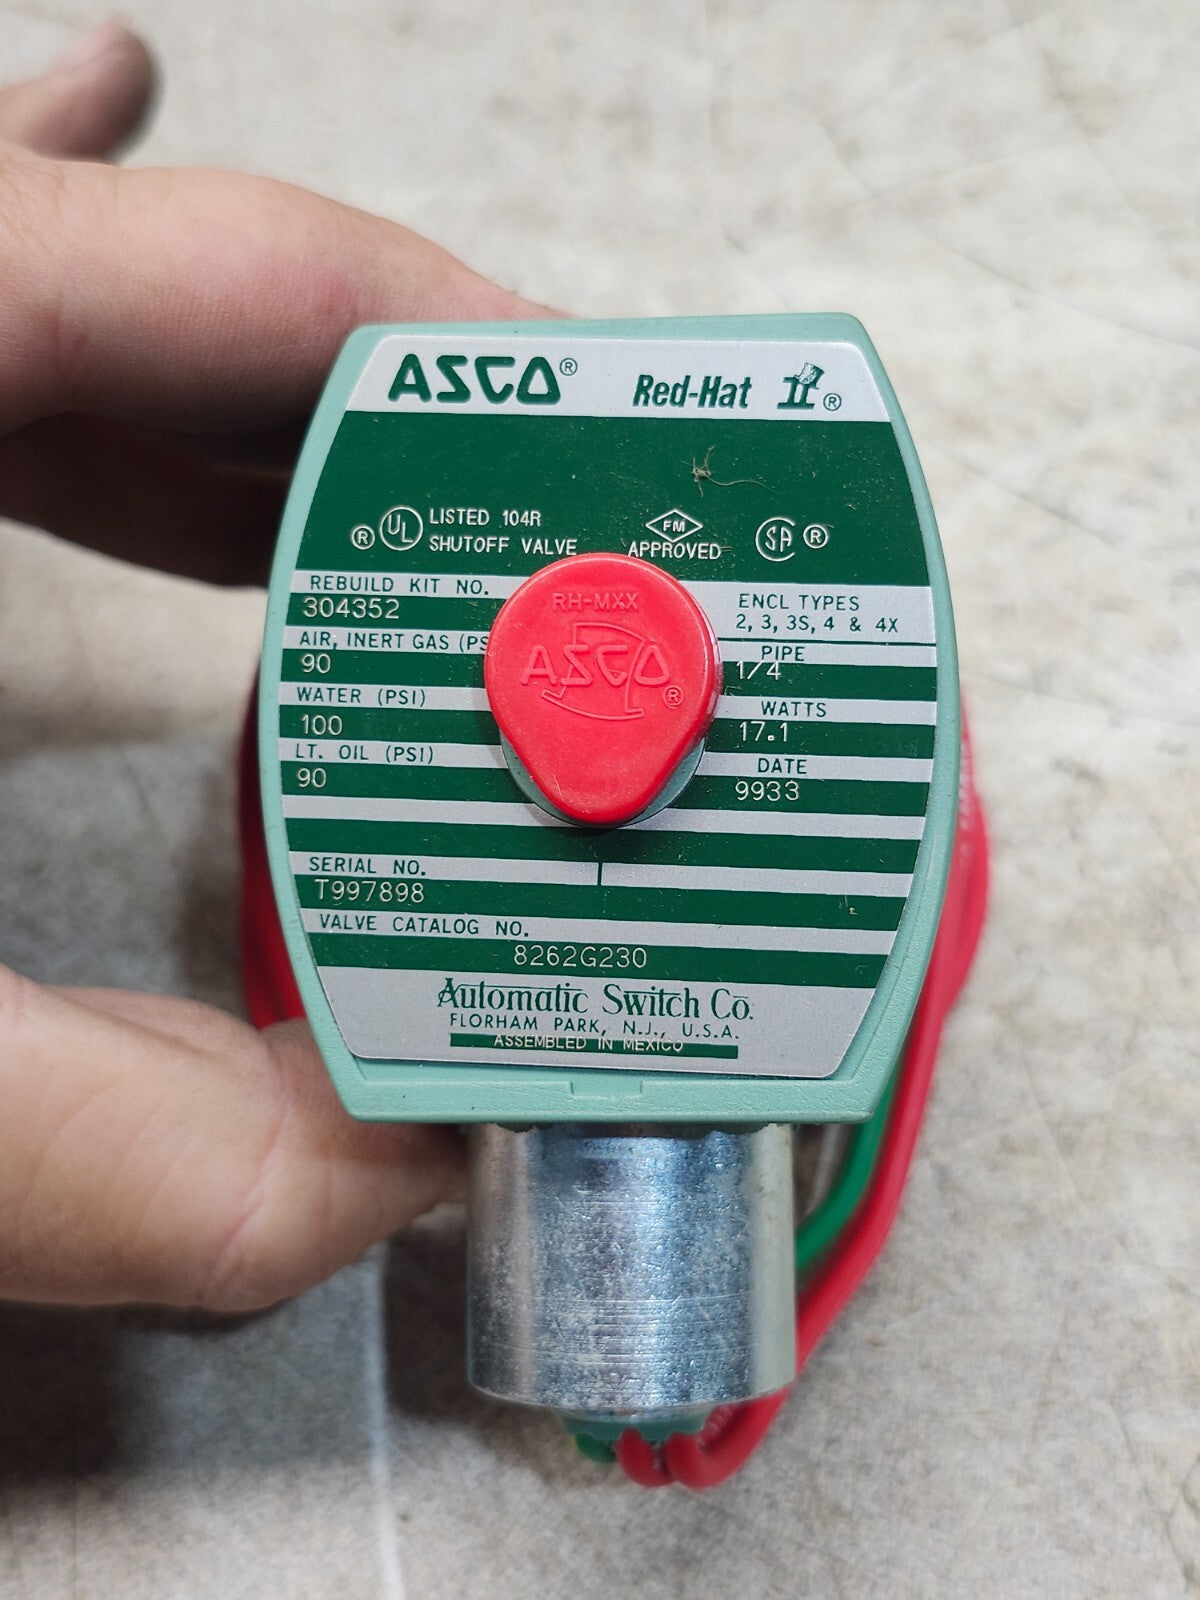 ASCO® Red-Hat II®
® UL LISTED 104R SHUTOFF VALVE
FM APPROVED
SA ®
REBUILD KIT NO.
304352
AIR, INERT GAS (PS
90
WATER (PSI)
100
LT. OIL (PSI)
90
RH-MXX
ASCO®
ENCL TYPES
2, 3, 3S, 4 & 4X
PIPE
1/4
WATTS
17.1
DATE
9933
SERIAL NO.
T997898
VALVE CATALOG NO.
8262G230
Automatic Switch Co.
FLORHAM PARK, N.J., U.S.A.
ASSEMBLED IN MEXICO